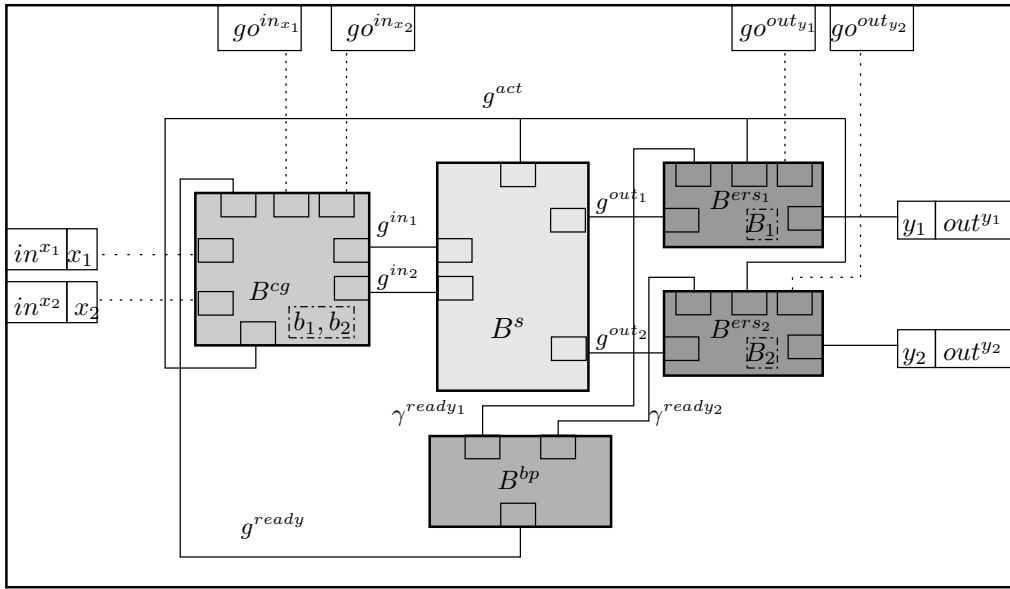 go^{in_{x_1}} go^{in_{x_2}} go^{out_{y_1}} go^{out_{y_2}}
g^{act}
g^{in_1} g^{out_1} B^{ers_1}
B_1 y_1 out^{y_1}
in^{x_1} x_1
g^{in_2}
B^{cg}
in^{x_2} x_2
b_1, b_2 B^s g^{out_2} B^{ers_2}
B_2 y_2 out^{y_2}
γ^{ready_1} γ^{ready_2}
B^{bp}
g^{ready}